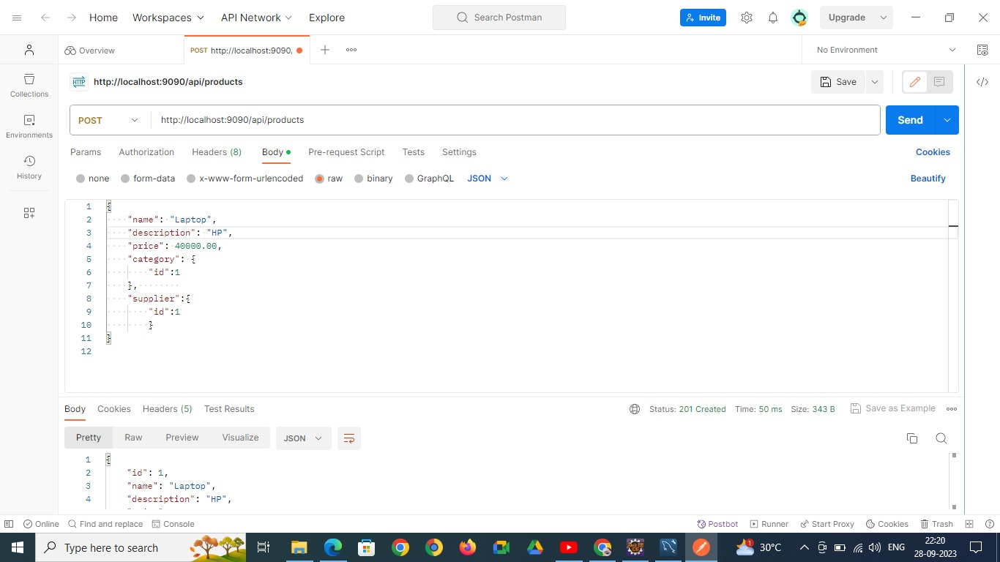 Home Workspaces API Network Explore Search Postman Invite Upgrade
Overview POST http://localhost:9090, No Environment
HTTP http://localhost:9090/api/products Save
Collections
POST http://localhost:9090/api/products Send
Environments
Params Authorization Headers (8) Body Pre-request Script Tests Settings Cookies
History
none form-data x-www-form-urlencoded raw binary GraphQL JSON Beautify
1 {
2 "name": "Laptop",
3 "description": "HP",
4 "price": 40000.00,
5 "category": {
6 "id":1
7 },
8 "supplier":{
9 "id":1
10 }
11 }
12
Body Cookies Headers (5) Test Results Status: 201 Created Time: 50 ms Size: 343 B Save as Example
Pretty Raw Preview Visualize JSON
1 {
2 "id": 1,
3 "name": "Laptop",
4 "description": "HP",
Online Find and replace Console Postbot Runner Start Proxy Cookies Trash
Type here to search 1 30°C ENG 22:20
28-09-2023